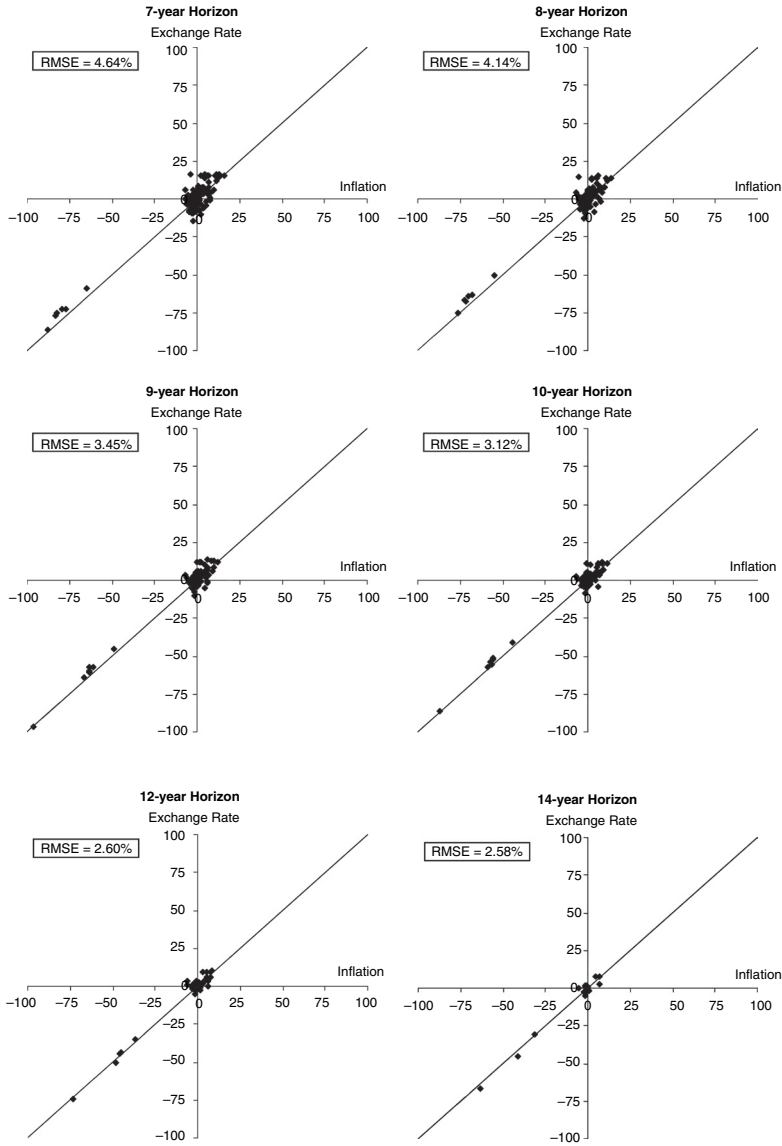 7-year Horizon
Exchange Rate
RMSE = 4.64%
100
75
50
25
0
–25
–50
–75
–100
Inflation
–100 –75 –50 –25 0 25 50 75 100
8-year Horizon
Exchange Rate
RMSE = 4.14%
100
75
50
25
0
–25
–50
–75
–100
Inflation
–100 –75 –50 –25 0 25 50 75 100
9-year Horizon
Exchange Rate
RMSE = 3.45%
100
75
50
25
0
–25
–50
–75
–100
Inflation
–100 –75 –50 –25 0 25 50 75 100
10-year Horizon
Exchange Rate
RMSE = 3.12%
100
75
50
25
0
–25
–50
–75
–100
Inflation
–100 –75 –50 –25 0 25 50 75 100
12-year Horizon
Exchange Rate
RMSE = 2.60%
100
75
50
25
0
–25
–50
–75
–100
Inflation
–100 –75 –50 –25 0 25 50 75 100
14-year Horizon
Exchange Rate
RMSE = 2.58%
100
75
50
25
0
–25
–50
–75
–100
Inflation
–100 –75 –50 –25 0 25 50 75 100